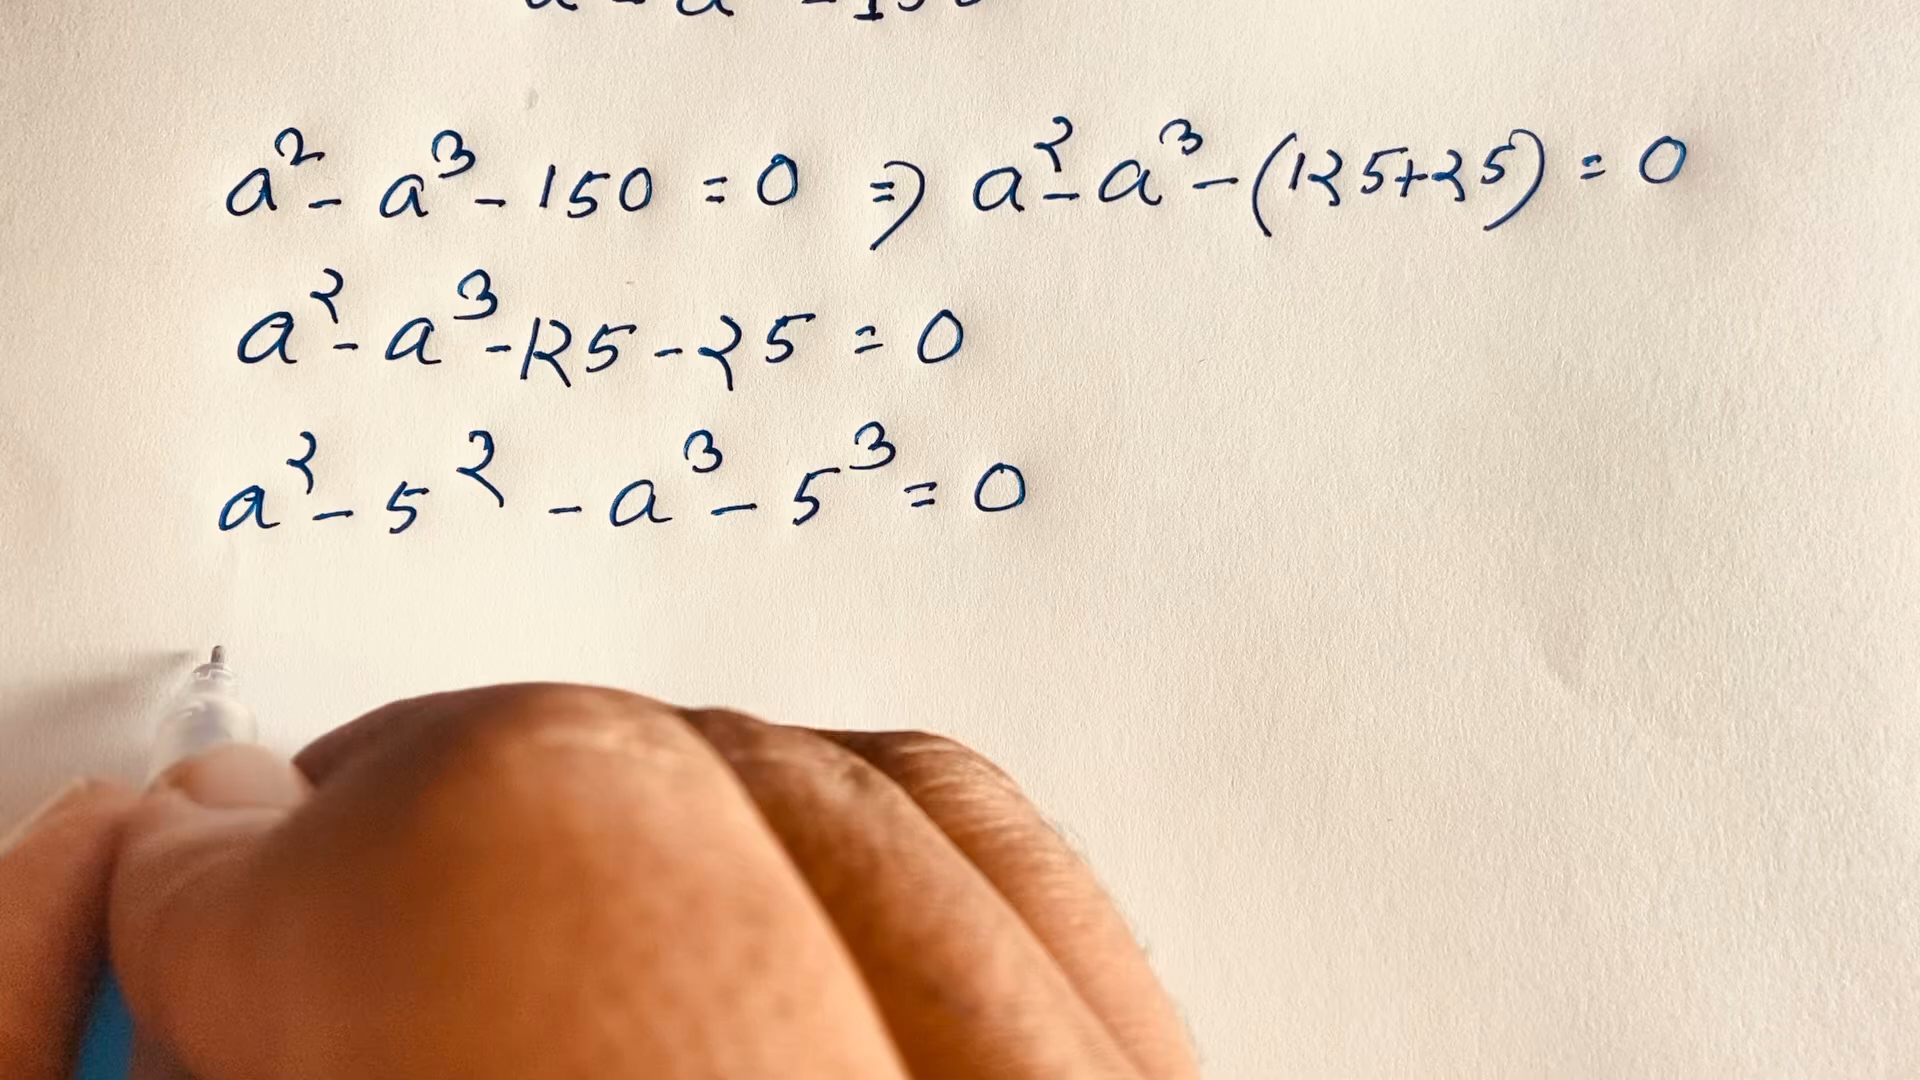 a² - a³ - 150 = 0 => a² - a³ - (125+25) = 0
a² - a³ - 125 - 25 = 0
a² - 5² - a³ - 5³ = 0